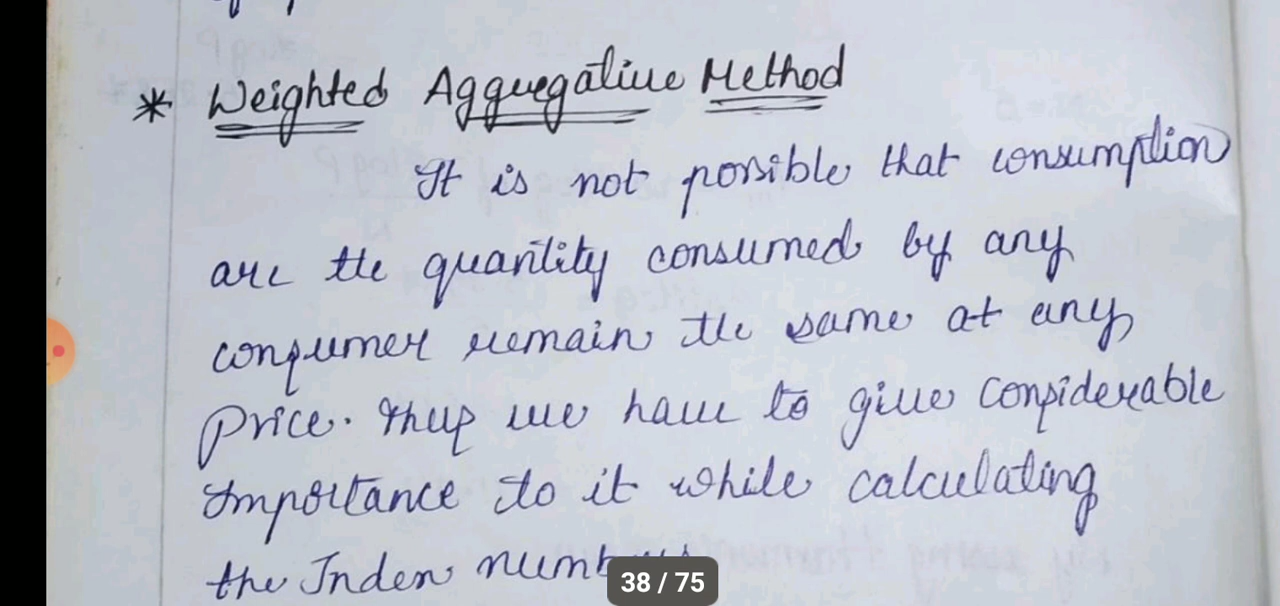 * Weighted Aggregative Method
It is not possible that consumption
are the quantity consumed by any
consumer remain the same at any
price. Thus we have to give considerable
importance to it while calculating
the Index
38 / 75